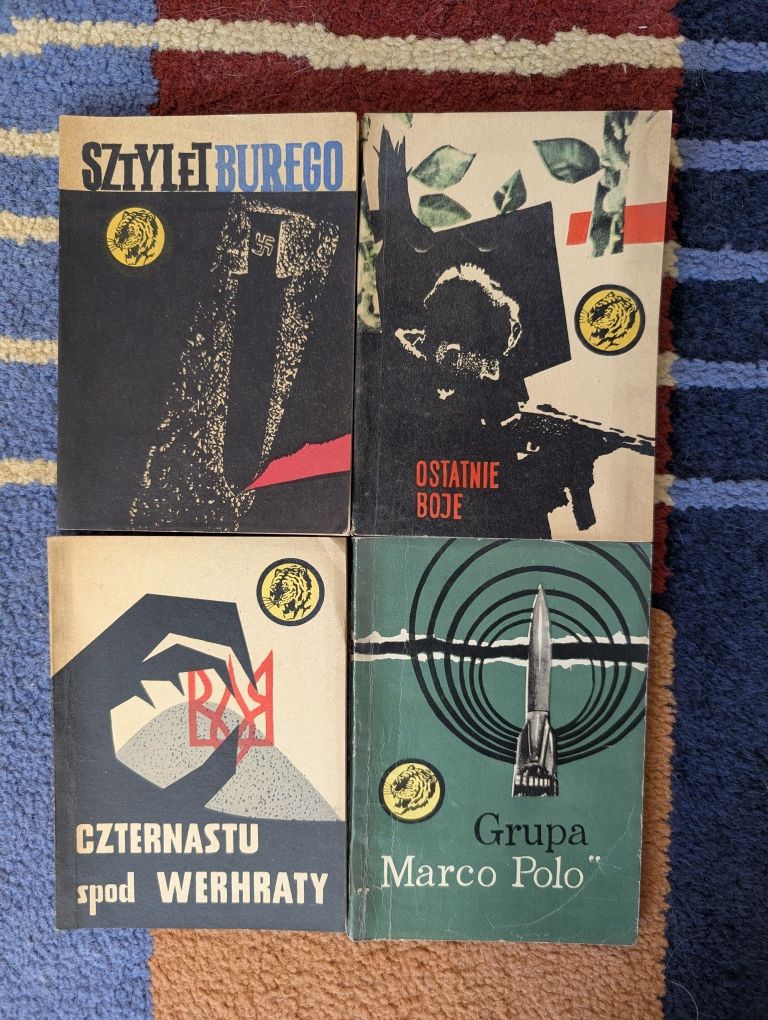 SZTYLET BUREGO
OSTATNIE
BOJE
CZTERNASTU
spod WERHRATY
Grupa
"Marco Polo"